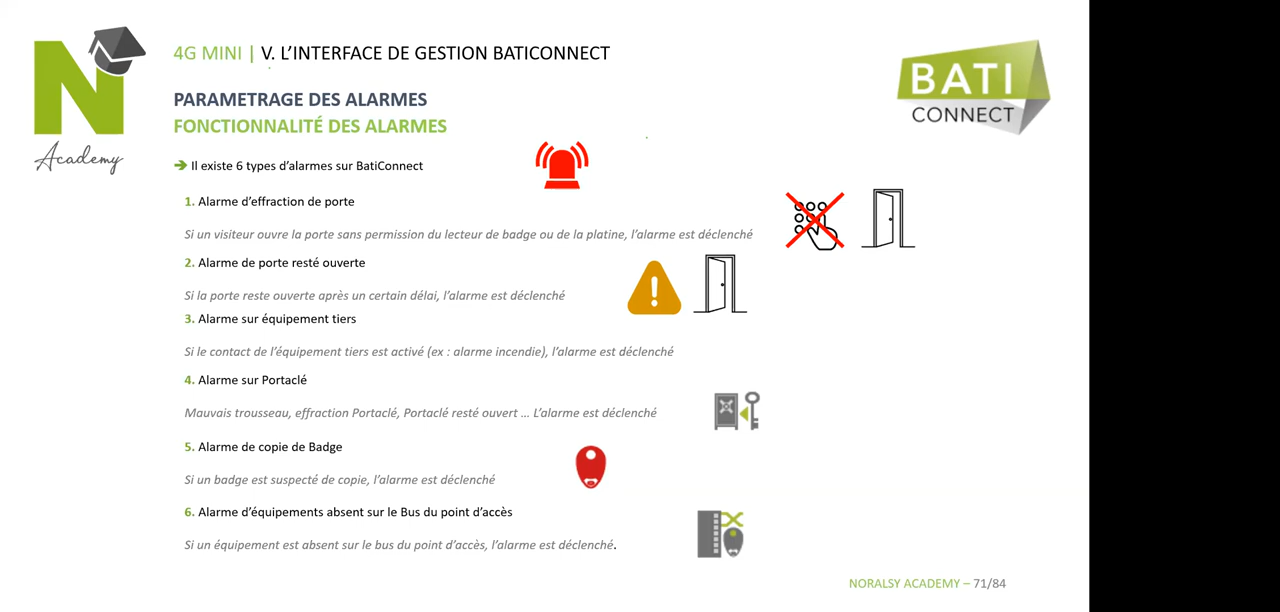 N
Academy
4G MINI | V. L’INTERFACE DE GESTION BATICONNECT
BATI
CONNECT
PARAMETRAGE DES ALARMES
FONCTIONNALITÉ DES ALARMES
Il existe 6 types d’alarmes sur BatiConnect
1. Alarme d’effraction de porte
Si un visiteur ouvre la porte sans permission du lecteur de badge ou de la platine, l’alarme est déclenché
2. Alarme de porte resté ouverte
Si la porte reste ouverte après un certain délai, l’alarme est déclenché
3. Alarme sur équipement tiers
Si le contact de l’équipement tiers est activé (ex : alarme incendie), l’alarme est déclenché
4. Alarme sur Portaclé
Mauvais trousseau, effraction Portaclé, Portaclé resté ouvert … L’alarme est déclenché
5. Alarme de copie de Badge
Si un badge est suspecté de copie, l’alarme est déclenché
6. Alarme d’équipements absent sur le Bus du point d’accès
Si un équipement est absent sur le bus du point d’accès, l’alarme est déclenché.
NORALSY ACADEMY – 71/84